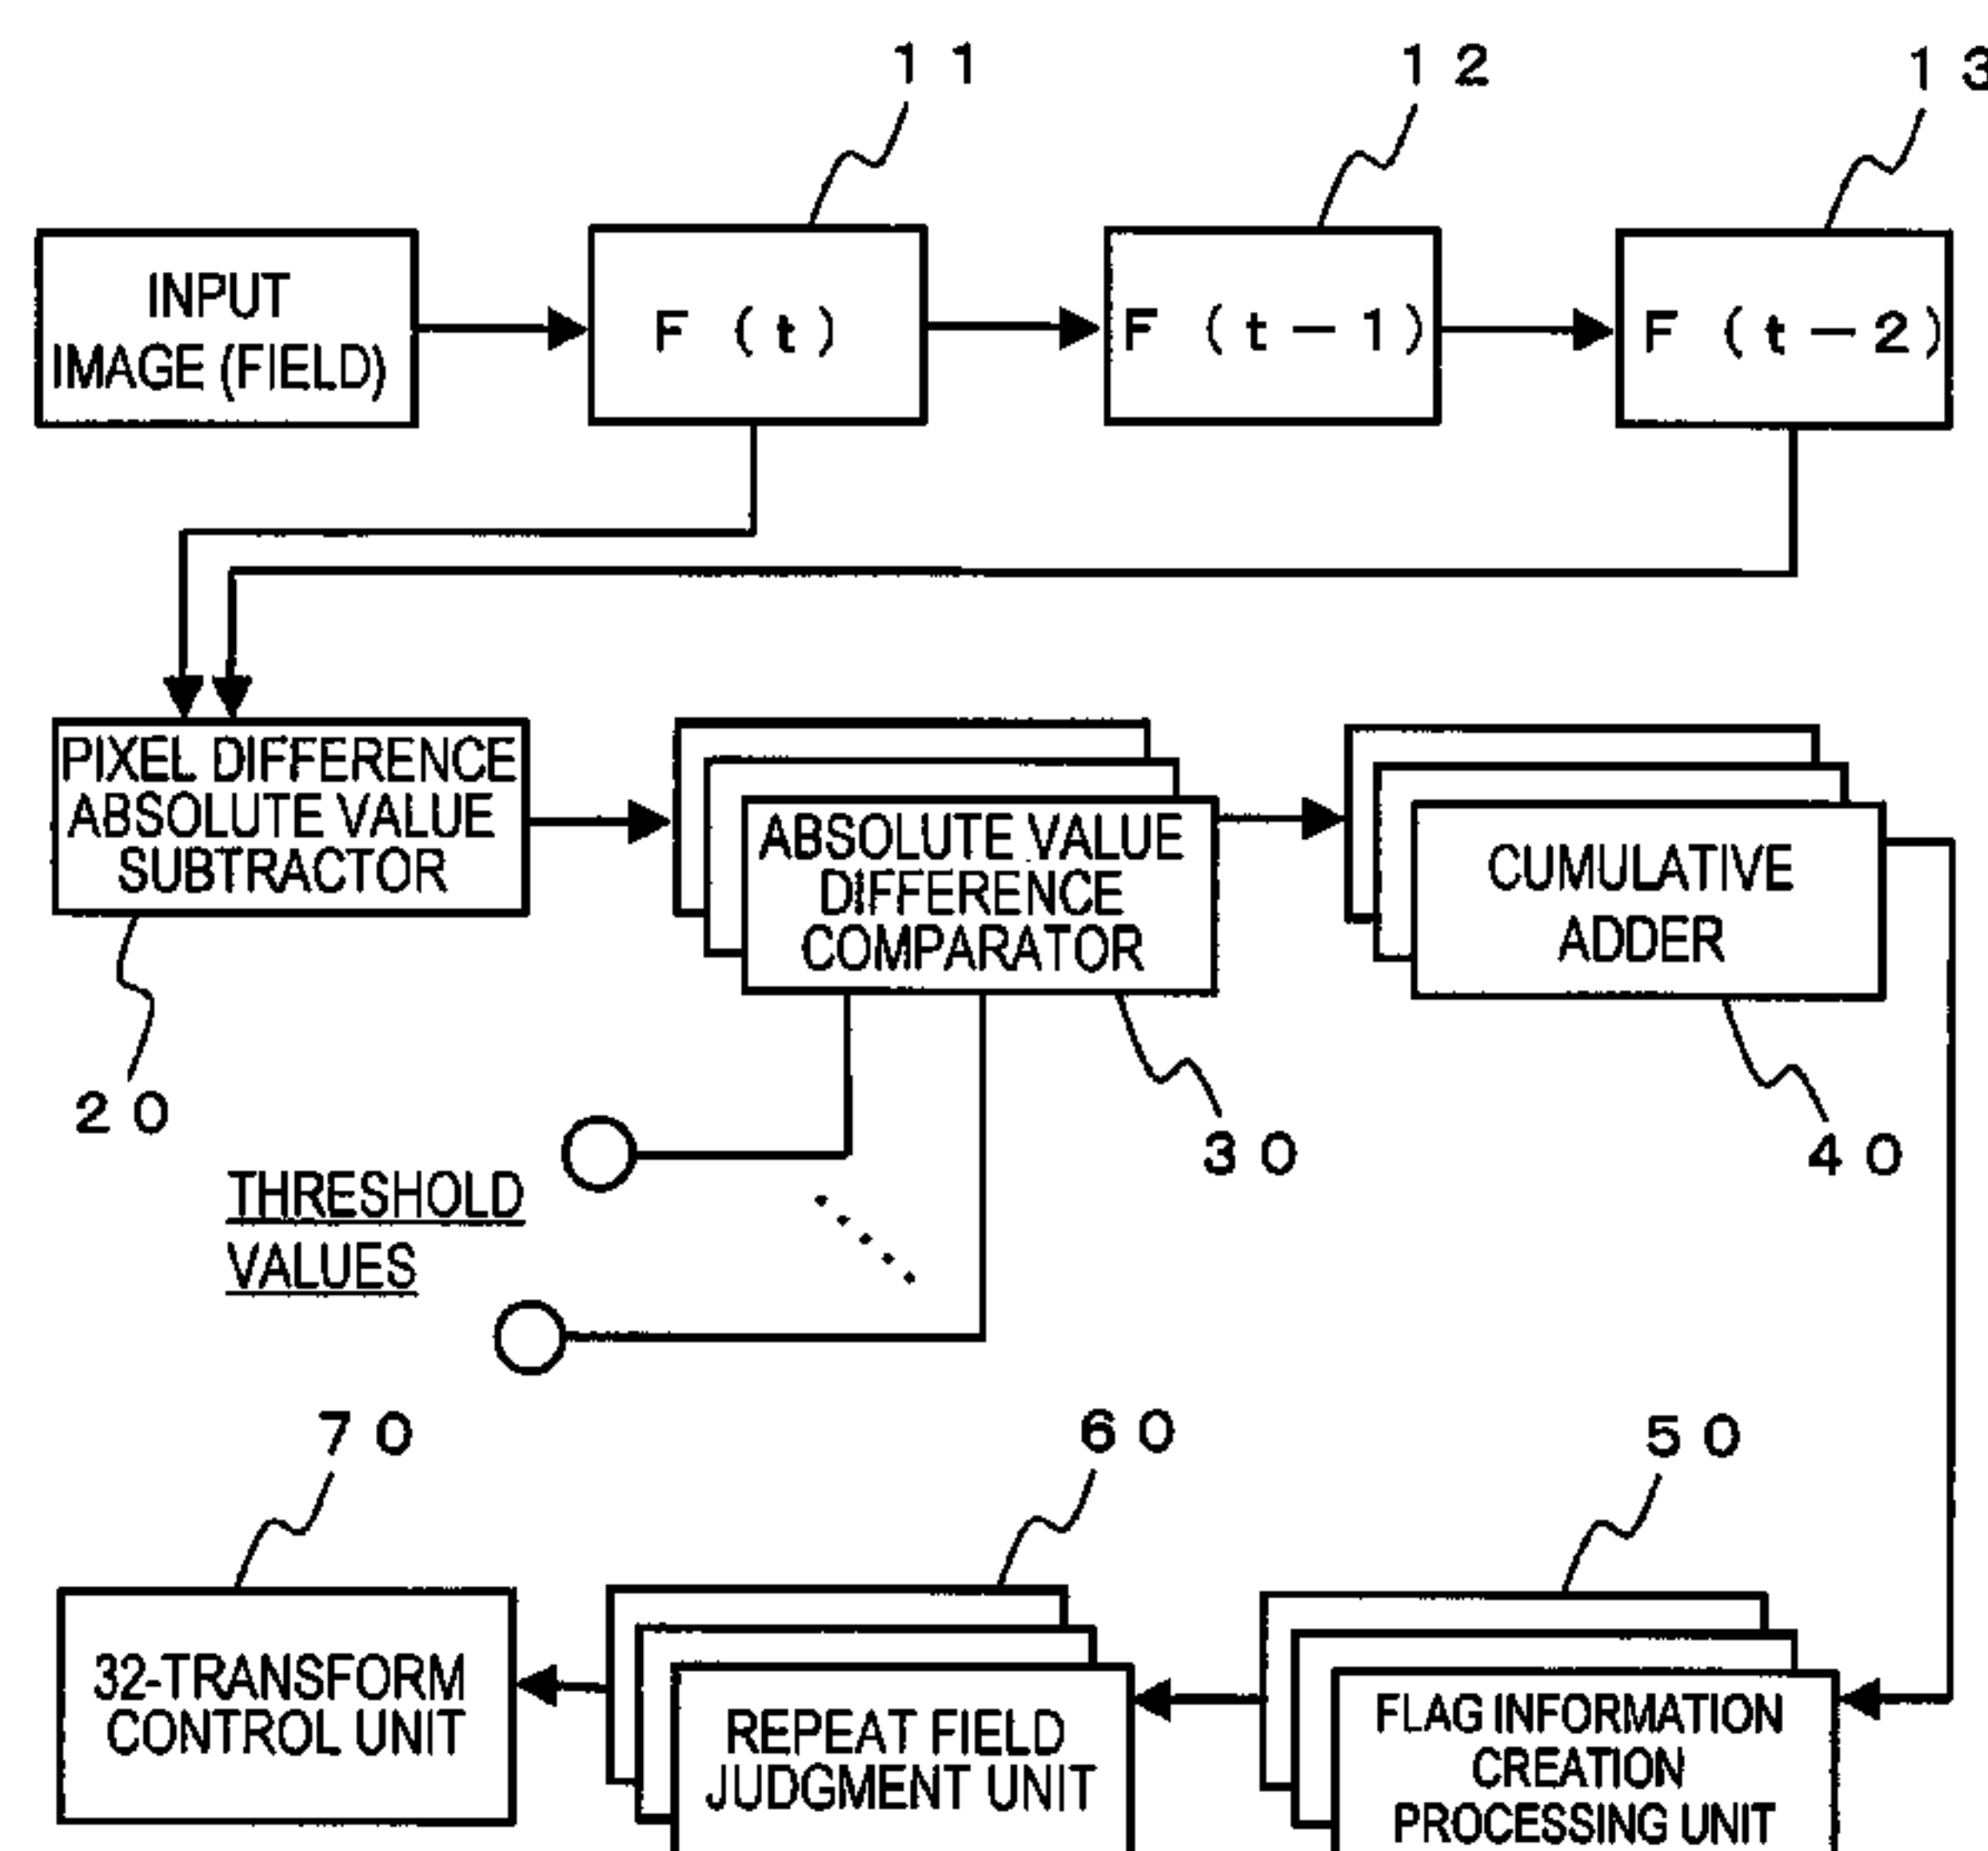 11
12
13
INPUT
IMAGE (FIELD)
F (t)
F (t-1)
F (t-2)
PIXEL DIFFERENCE
ABSOLUTE VALUE
SUBTRACTOR
ABSOLUTE VALUE
DIFFERENCE
COMPARATOR
CUMULATIVE
ADDER
20
30
40
THRESHOLD
VALUES
70
60
50
32-TRANSFORM
CONTROL UNIT
REPEAT FIELD
JUDGMENT UNIT
FLAG INFORMATION
CREATION
PROCESSING UNIT